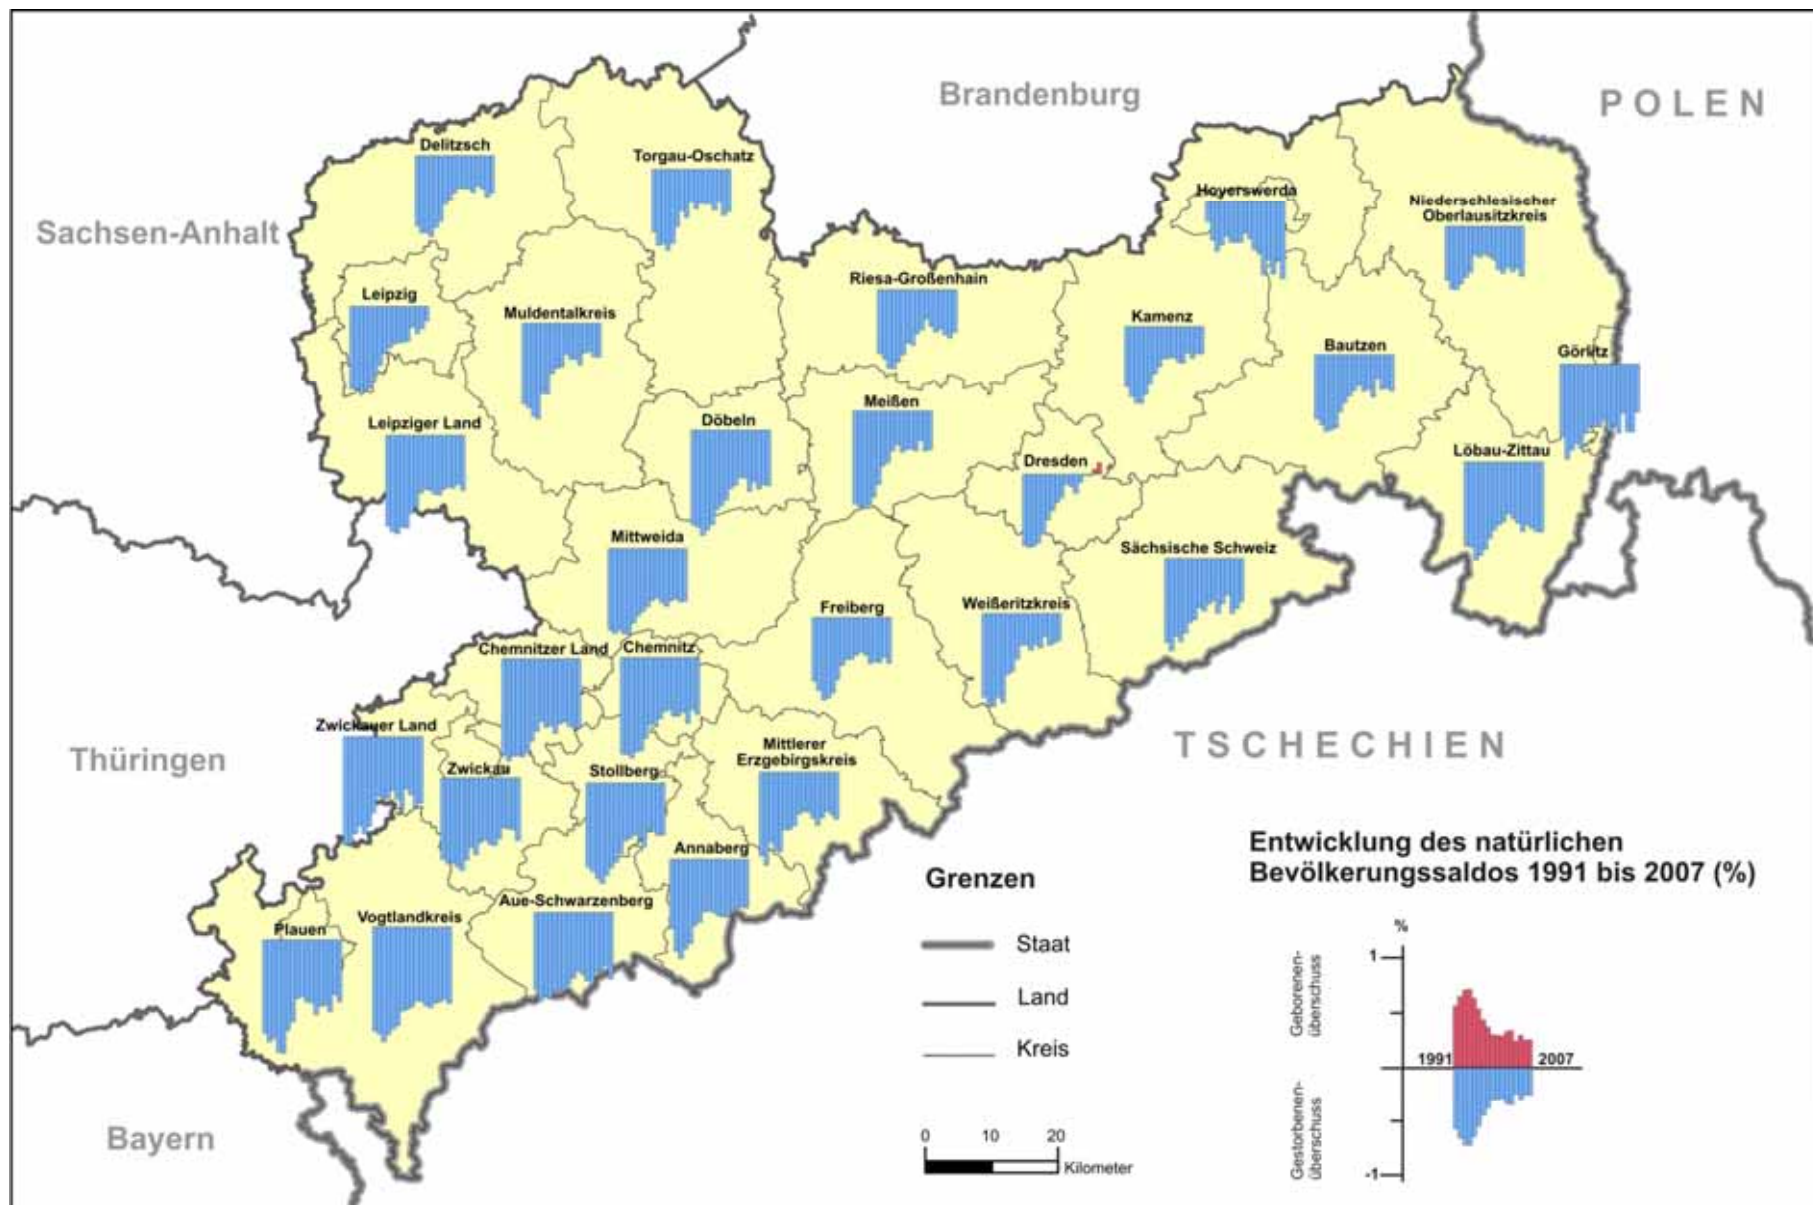 Brandenburg
POLEN
Delitzsch
Torgau-Oschatz
Hoyerswerda
Niederschlesischer
Oberlausitzkreis
Sachsen-Anhalt
Leipzig
Muldentalkreis
Riesa-Großenhain
Kamenz
Bautzen
Görlitz
Leipziger Land
Döbeln
Meißen
Dresden
Löbau-Zittau
Mittweida
Sächsische Schweiz
Freiberg
Weißeritzkreis
Chemnitzer Land
Chemnitz
Zwickauer Land
Thüringen
Zwickau
Stollberg
Mittlerer
Erzgebirgskreis
TSCHECHIEN
Annaberg
Aue-Schwarzenberg
Vogtlandkreis
Plauen
Bayern
Grenzen
Staat
Land
Kreis
0 10 20
Kilometer
Entwicklung des natürlichen
Bevölkerungssaldos 1991 bis 2007 (%)
%
1
Geborenen-
überschuss
1991
2007
Gestorbenen-
überschuss
-1